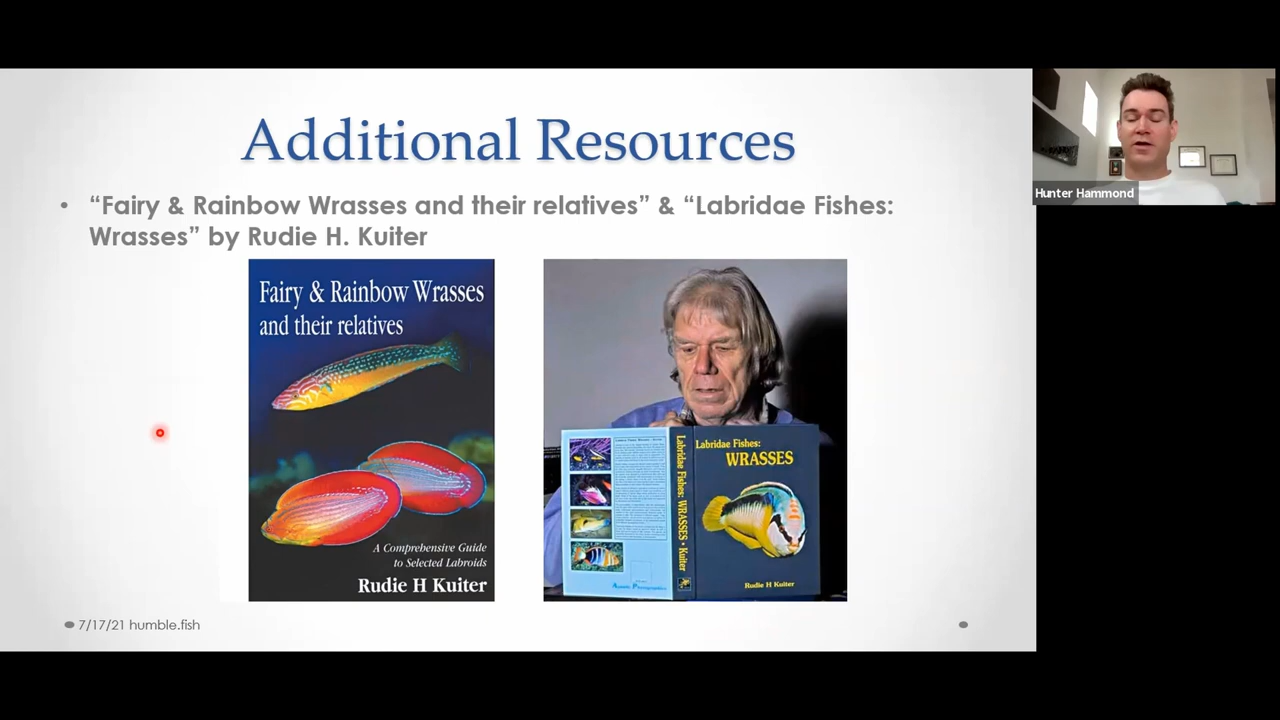 Additional Resources
• “Fairy & Rainbow Wrasses and their relatives” & “Labridae Fishes:
Wrasses” by Rudie H. Kuiter
Fairy & Rainbow Wrasses
and their relatives
A Comprehensive Guide
to Selected Labroids
Rudie H Kuiter
Labridae Fishes: WRASSES • Kuiter
Labridae Fishes:
WRASSES
Rudie H Kuiter
7/17/21 humble.fish
Hunter Hammond